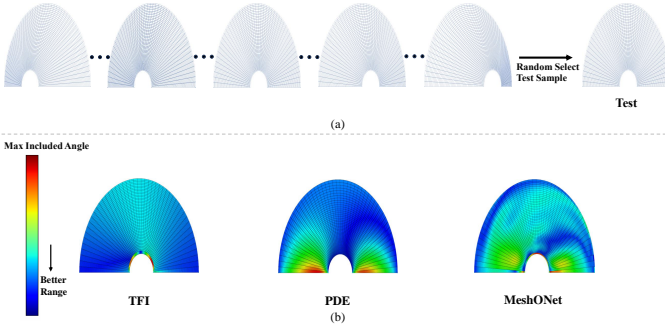 Random Select
Test Sample
Test
(a)
Max Included Angle
Better
Range
TFI
PDE
MeshONet
(b)